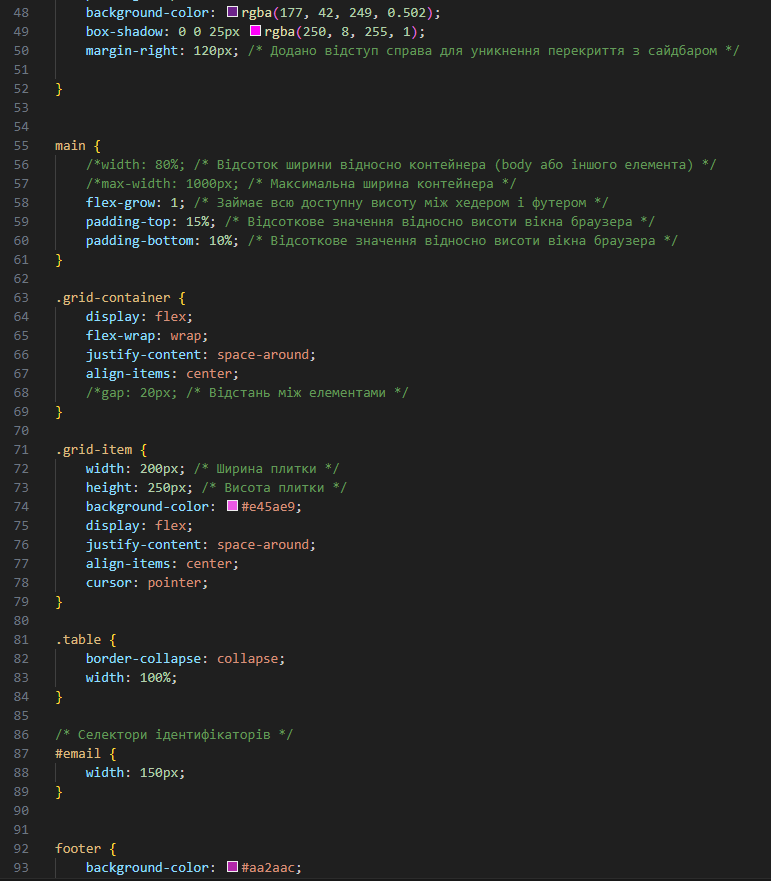 48 background-color: rgba(177, 42, 249, 0.502);
49 box-shadow: 0 0 25px rgba(250, 8, 255, 1);
50 margin-right: 120px; /* Додано відступ справа для уникнення перекриття з сайдбаром */
51
52 }
53
54
55 main {
56 /*width: 80%; /* Відсоток ширини відносно контейнера (body або іншого елемента) */
57 /*max-width: 1000px; /* Максимальна ширина контейнера */
58 flex-grow: 1; /* Займає всю доступну висоту між хедером і футером */
59 padding-top: 15%; /* Відсоткове значення відносно висоти вікна браузера */
60 padding-bottom: 10%; /* Відсоткове значення відносно висоти вікна браузера */
61 }
62
63 .grid-container {
64 display: flex;
65 flex-wrap: wrap;
66 justify-content: space-around;
67 align-items: center;
68 /*gap: 20px; /* Відстань між елементами */
69 }
70
71 .grid-item {
72 width: 200px; /* Ширина плитки */
73 height: 250px; /* Висота плитки */
74 background-color: #e45ae9;
75 display: flex;
76 justify-content: space-around;
77 align-items: center;
78 cursor: pointer;
79 }
80
81 .table {
82 border-collapse: collapse;
83 width: 100%;
84 }
85
86 /* Селектори ідентифікаторів */
87 #email {
88 width: 150px;
89 }
90
91
92 footer {
93 background-color: #aa2aac;